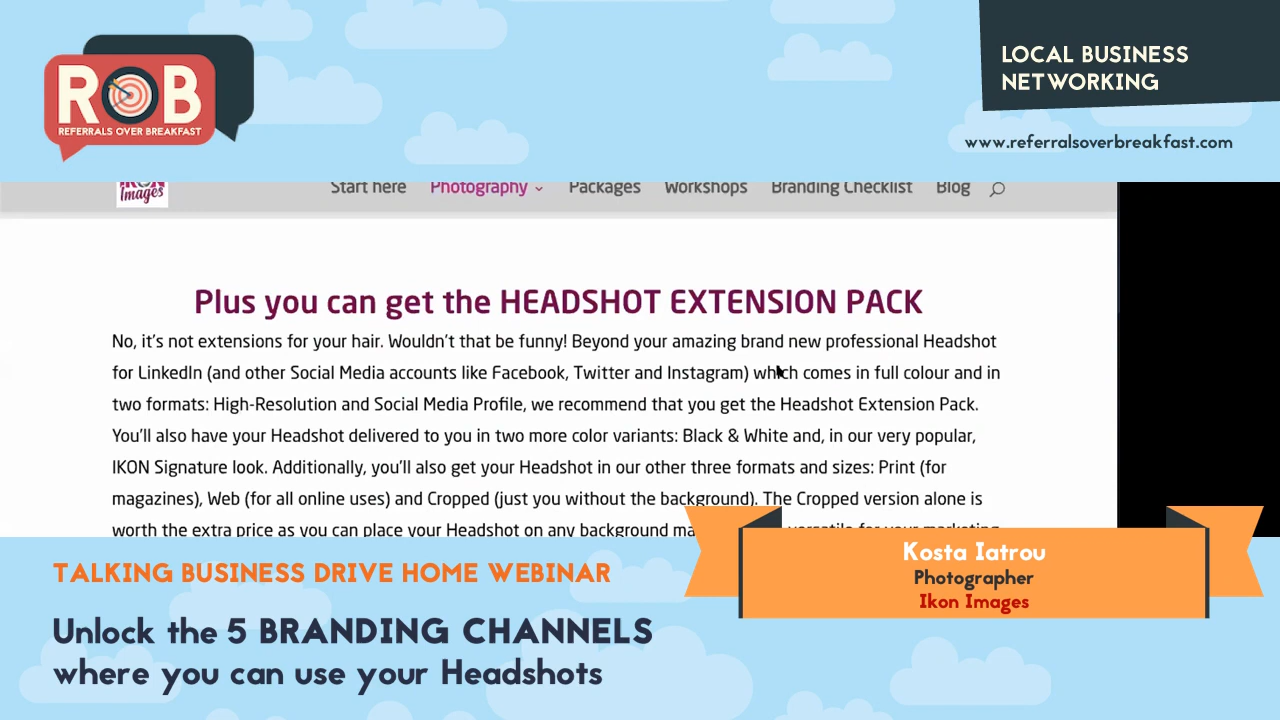 ROB
REFERRALS OVER BREAKFAST
LOCAL BUSINESS
NETWORKING
www.referralsoverbreakfast.com
Images
Start here Photography Packages Workshops Branding Checklist Blog
Plus you can get the HEADSHOT EXTENSION PACK
No, it's not extensions for your hair. Wouldn't that be funny! Beyond your amazing brand new professional Headshot
for LinkedIn (and other Social Media accounts like Facebook, Twitter and Instagram) which comes in full colour and in
two formats: High-Resolution and Social Media Profile, we recommend that you get the Headshot Extension Pack.
You'll also have your Headshot delivered to you in two more color variants: Black & White and, in our very popular,
IKON Signature look. Additionally, you'll also get your Headshot in our other three formats and sizes: Print (for
magazines), Web (for all online uses) and Cropped (just you without the background). The Cropped version alone is
worth the extra price as you can place your Headshot on any background versatile for your marketing
Kosta Iatrou
Photographer
Ikon Images
TALKING BUSINESS DRIVE HOME WEBINAR
Unlock the 5 BRANDING CHANNELS
where you can use your Headshots